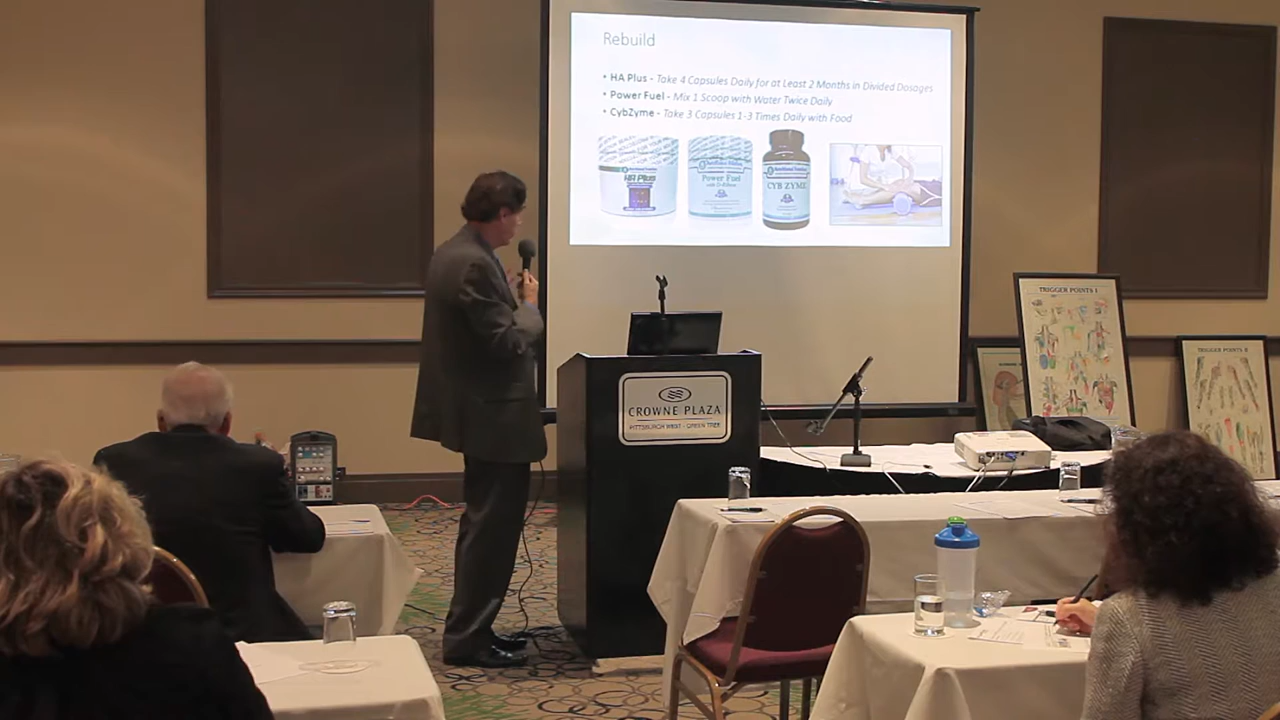 Rebuild
• HA Plus - Take 4 Capsules Daily for at Least 2 Months in Divided Dosages
• Power Fuel - Mix 1 Scoop with Water Twice Daily
• CybZyme - Take 3 Capsules 1-3 Times Daily with Food
HA Plus
Power Fuel
with D-Ribose
CYB ZYME
CROWNE PLAZA
PITTSBURGH WEST - GREEN TREE
TRIGGER POINTS I
TRIGGER POINTS II